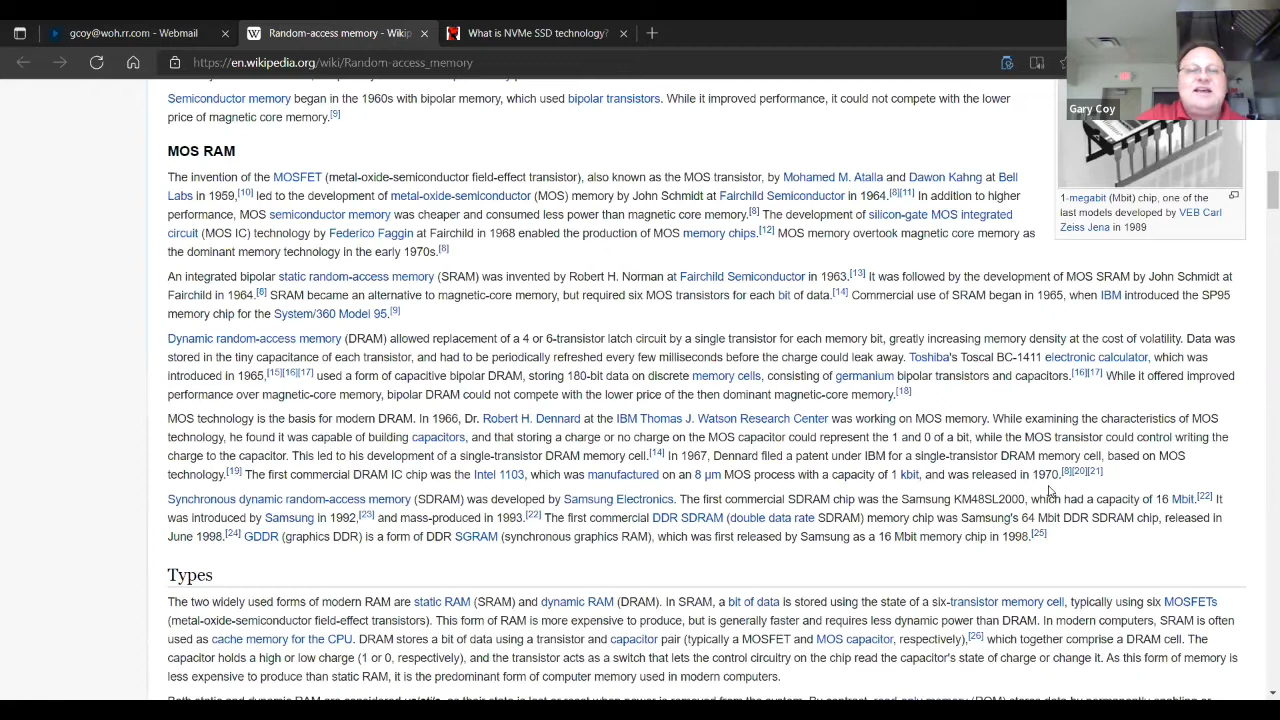 gcoy@woh.rr.com - Webmail
Random-access memory - Wikip
What is NVMe SSD technology?
https://en.wikipedia.org/wiki/Random-access_memory
Gary Coy
Semiconductor memory began in the 1960s with bipolar memory, which used bipolar transistors. While it improved performance, it could not compete with the lower
price of magnetic core memory.[9]
MOS RAM
The invention of the MOSFET (metal-oxide-semiconductor field-effect transistor), also known as the MOS transistor, by Mohamed M. Atalla and Dawon Kahng at Bell
Labs in 1959,[10] led to the development of metal-oxide-semiconductor (MOS) memory by John Schmidt at Fairchild Semiconductor in 1964.[8][11] In addition to higher
performance, MOS semiconductor memory was cheaper and consumed less power than magnetic core memory.[8] The development of silicon-gate MOS integrated
circuit (MOS IC) technology by Federico Faggin at Fairchild in 1968 enabled the production of MOS memory chips.[12] MOS memory overtook magnetic core memory as
the dominant memory technology in the early 1970s.[8]
1-megabit (Mbit) chip, one of the
last models developed by VEB Carl
Zeiss Jena in 1989
An integrated bipolar static random-access memory (SRAM) was invented by Robert H. Norman at Fairchild Semiconductor in 1963.[13] It was followed by the development of MOS SRAM by John Schmidt at
Fairchild in 1964.[8] SRAM became an alternative to magnetic-core memory, but required six MOS transistors for each bit of data.[14] Commercial use of SRAM began in 1965, when IBM introduced the SP95
memory chip for the System/360 Model 95.[9]
Dynamic random-access memory (DRAM) allowed replacement of a 4 or 6-transistor latch circuit by a single transistor for each memory bit, greatly increasing memory density at the cost of volatility. Data was
stored in the tiny capacitance of each transistor, and had to be periodically refreshed every few milliseconds before the charge could leak away. Toshiba's Toscal BC-1411 electronic calculator, which was
introduced in 1965,[15][16][17] used a form of capacitive bipolar DRAM, storing 180-bit data on discrete memory cells, consisting of germanium bipolar transistors and capacitors.[16][17] While it offered improved
performance over magnetic-core memory, bipolar DRAM could not compete with the lower price of the then dominant magnetic-core memory.[18]
MOS technology is the basis for modern DRAM. In 1966, Dr. Robert H. Dennard at the IBM Thomas J. Watson Research Center was working on MOS memory. While examining the characteristics of MOS
technology, he found it was capable of building capacitors, and that storing a charge or no charge on the MOS capacitor could represent the 1 and 0 of a bit, while the MOS transistor could control writing the
charge to the capacitor. This led to his development of a single-transistor DRAM memory cell.[14] In 1967, Dennard filed a patent under IBM for a single-transistor DRAM memory cell, based on MOS
technology.[19] The first commercial DRAM IC chip was the Intel 1103, which was manufactured on an 8 µm MOS process with a capacity of 1 kbit, and was released in 1970.[8][20][21]
Synchronous dynamic random-access memory (SDRAM) was developed by Samsung Electronics. The first commercial SDRAM chip was the Samsung KM48SL2000, which had a capacity of 16 Mbit.[22] It
was introduced by Samsung in 1992,[23] and mass-produced in 1993.[22] The first commercial DDR SDRAM (double data rate SDRAM) memory chip was Samsung's 64 Mbit DDR SDRAM chip, released in
June 1998.[24] GDDR (graphics DDR) is a form of DDR SGRAM (synchronous graphics RAM), which was first released by Samsung as a 16 Mbit memory chip in 1998.[25]
Types
The two widely used forms of modern RAM are static RAM (SRAM) and dynamic RAM (DRAM). In SRAM, a bit of data is stored using the state of a six-transistor memory cell, typically using six MOSFETs
(metal-oxide-semiconductor field-effect transistors). This form of RAM is more expensive to produce, but is generally faster and requires less dynamic power than DRAM. In modern computers, SRAM is often
used as cache memory for the CPU. DRAM stores a bit of data using a transistor and capacitor pair (typically a MOSFET and MOS capacitor, respectively),[26] which together comprise a DRAM cell. The
capacitor holds a high or low charge (1 or 0, respectively), and the transistor acts as a switch that lets the control circuitry on the chip read the capacitor's state of charge or change it. As this form of memory is
less expensive to produce than static RAM, it is the predominant form of computer memory used in modern computers.